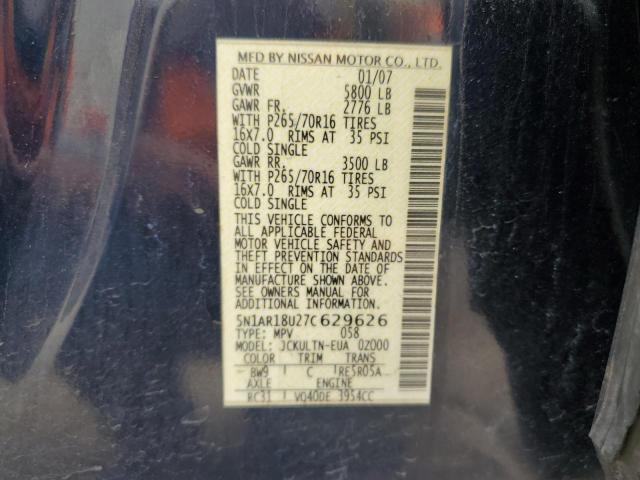 MFD BY NISSAN MOTOR CO., LTD.
DATE 01/07
GVWR 5800 LB
GAWR FR. 2776 LB
WITH P265/70R16 TIRES
16X7.0 RIMS AT 35 PSI
COLD SINGLE
GAWR RR. 3500 LB
WITH P265/70R16 TIRES
16X7.0 RIMS AT 35 PSI
COLD SINGLE
THIS VEHICLE CONFORMS TO
ALL APPLICABLE FEDERAL
MOTOR VEHICLE SAFETY AND
THEFT PREVENTION STANDARDS
IN EFFECT ON THE DATE OF
MANUFACTURE SHOWN ABOVE.
SEE OWNERS MANUAL FOR
ADDITIONAL INFORMATION.
5N1AR18U27C629626
TYPE: MPV 058
MODEL: JCKULTN-EUA 0Z000
COLOR TRIM TRANS
BW9 C RE5R05A
AXLE ENGINE
RC31 VQ40DE 3954CC